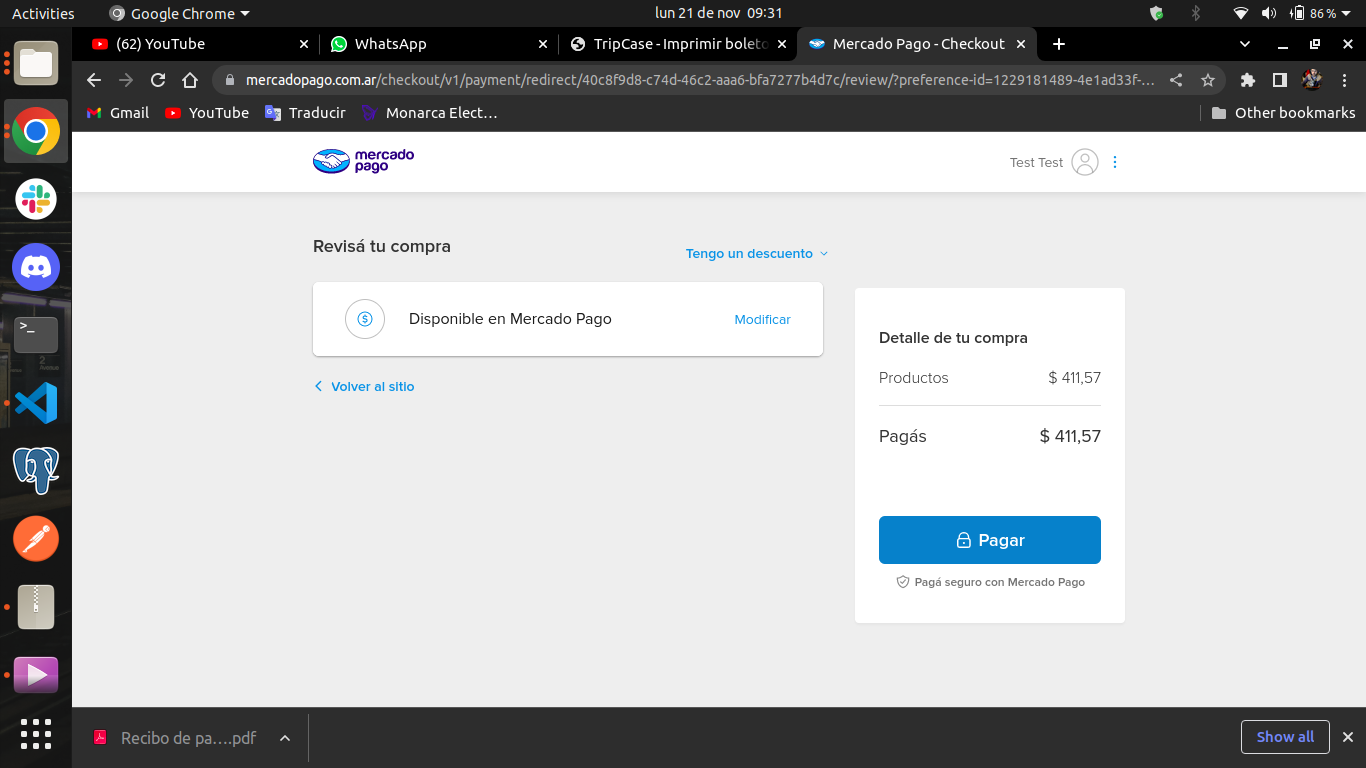 Activities
Google Chrome
lun 21 de nov 09:31
86 %
(62) YouTube
WhatsApp
TripCase - Imprimir boleto
Mercado Pago - Checkout
mercadopago.com.ar/checkout/v1/payment/redirect/40c8f9d8-c74d-46c2-aaa6-bfa7277b4d7c/review/?preference-id=1229181489-4e1ad33f-...
Gmail
YouTube
Traducir
Monarca Elect...
Other bookmarks
mercado
pago
Test Test
Revisá tu compra
Tengo un descuento
Disponible en Mercado Pago
Modificar
Volver al sitio
Detalle de tu compra
Productos $ 411,57
Pagás $ 411,57
Pagar
Pagá seguro con Mercado Pago
Recibo de pa....pdf
Show all